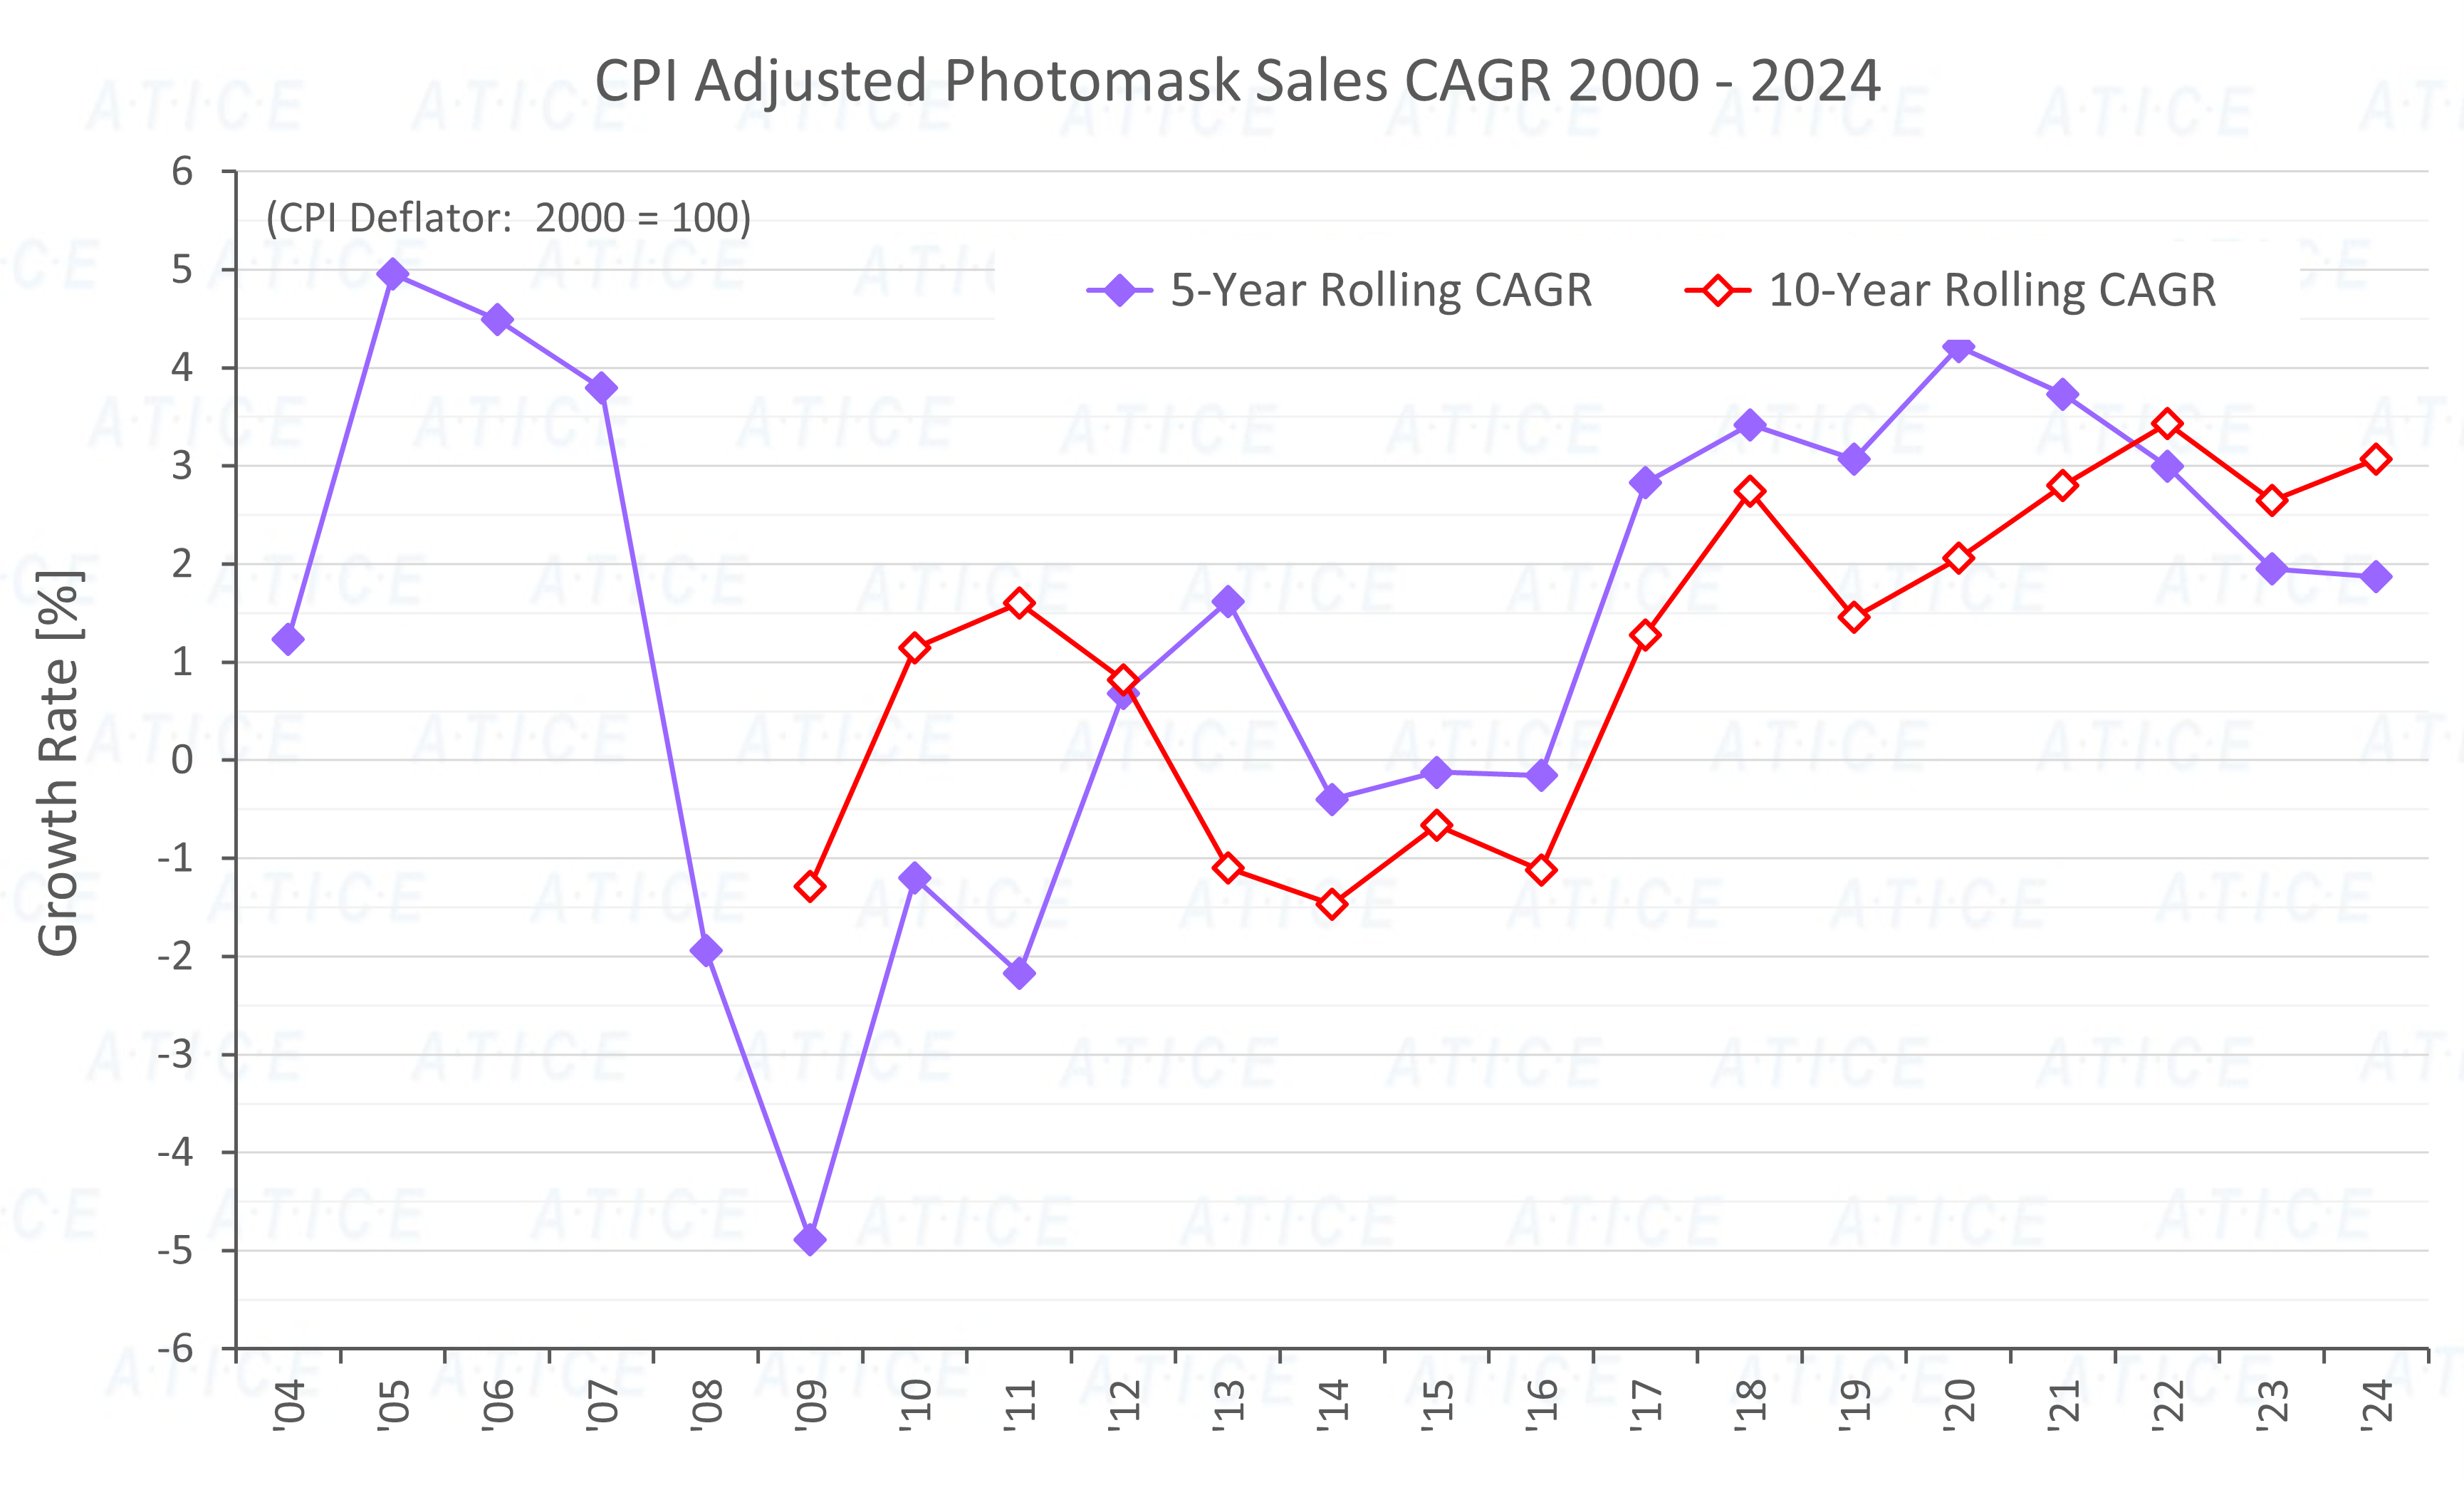 CPI Adjusted Photomask Sales CAGR 2000 - 2024
(CPI Deflator: 2000 = 100)
5-Year Rolling CAGR
10-Year Rolling CAGR
Growth Rate [%]
6
5
4
3
2
1
0
-1
-2
-3
-4
-5
-6
'04 '05 '06 '07 '08 '09 '10 '11 '12 '13 '14 '15 '16 '17 '18 '19 '20 '21 '22 '23 '24
A·T·I·C·E